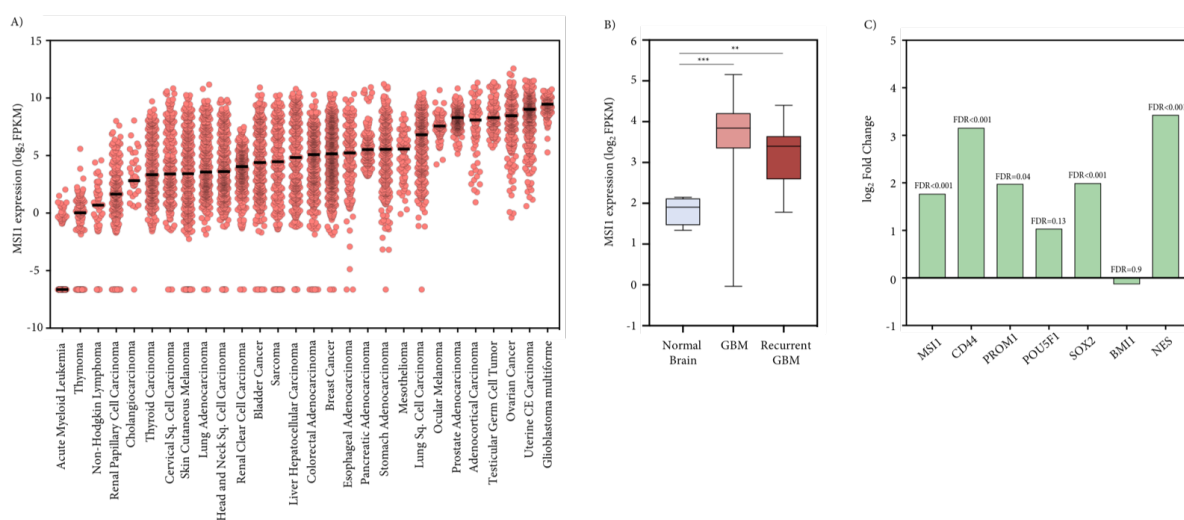 A)
MSI1 expression (log2 FPKM)
15
10
5
0
-5
-10
Acute Myeloid Leukemia
Thymoma
Non-Hodgkin Lymphoma
Renal Papillary Cell Carcinoma
Cholangiocarcinoma
Thyroid Carcinoma
Cervical Sq. Cell Carcinoma
Skin Cutaneous Melanoma
Lung Adenocarcinoma
Head and Neck Sq. Cell Carcinoma
Renal Clear Cell Carcinoma
Bladder Cancer
Sarcoma
Liver Hepatocellular Carcinoma
Colorectal Adenocarcinoma
Breast Cancer
Esophageal Adenocarcinoma
Pancreatic Adenocarcinoma
Stomach Adenocarcinoma
Mesothelioma
Lung Sq. Cell Carcinoma
Ocular Melanoma
Prostate Adenocarcinoma
Adenocortical Carcinoma
Testicular Germ Cell Tumor
Ovarian Cancer
Uterine CE Carcinoma
Glioblastoma multiforme
B)
MSI1 expression (log2 FPKM)
6
5
4
3
2
1
0
-1
**
***
Normal Brain
GBM
Recurrent GBM
C)
log2 Fold Change
5
4
3
2
1
0
-1
FDR<0.001
FDR<0.001
FDR=0.04
FDR=0.13
FDR<0.001
FDR=0.9
FDR<0.001
MSI1
CD44
PROM1
POU5F1
SOX2
BMI1
NES